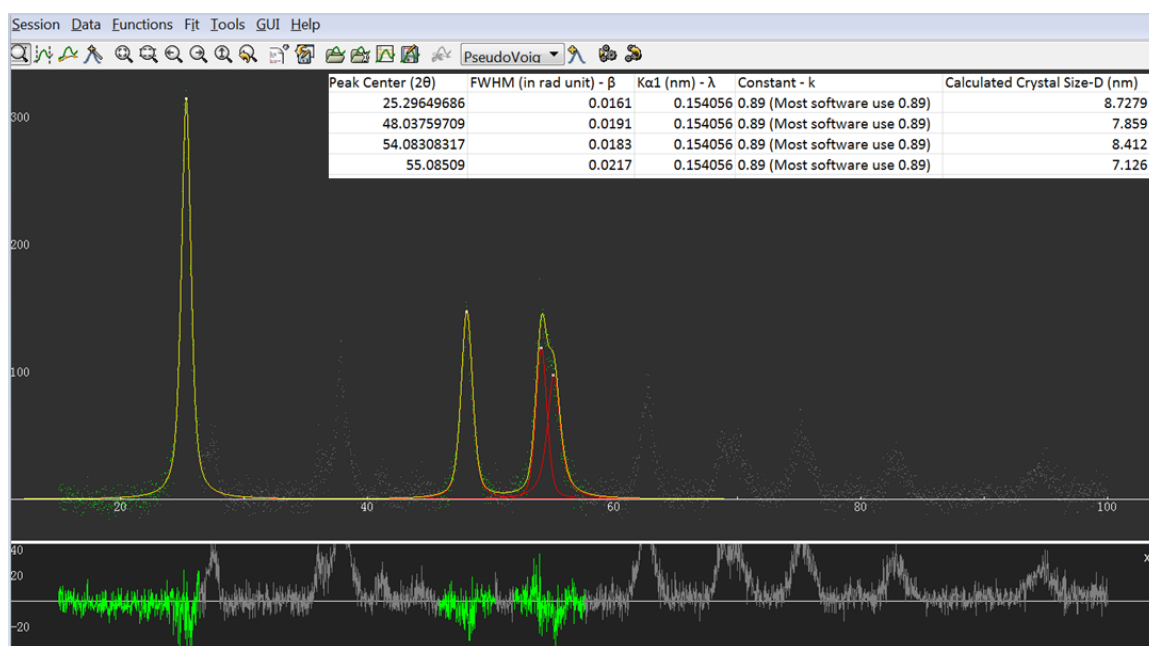 Session Data Functions Fit Tools GUI Help
PseudoVoig
Peak Center (2θ) FWHM (in rad unit) - β Kα1 (nm) - λ Constant - k Calculated Crystal Size-D (nm)
25.29649686 0.0161 0.154056 0.89 (Most software use 0.89) 8.7279
48.03759709 0.0191 0.154056 0.89 (Most software use 0.89) 7.859
54.08308317 0.0183 0.154056 0.89 (Most software use 0.89) 8.412
55.08509 0.0217 0.154056 0.89 (Most software use 0.89) 7.126
300
200
100
20 40 60 80 100
40 x
20
-20